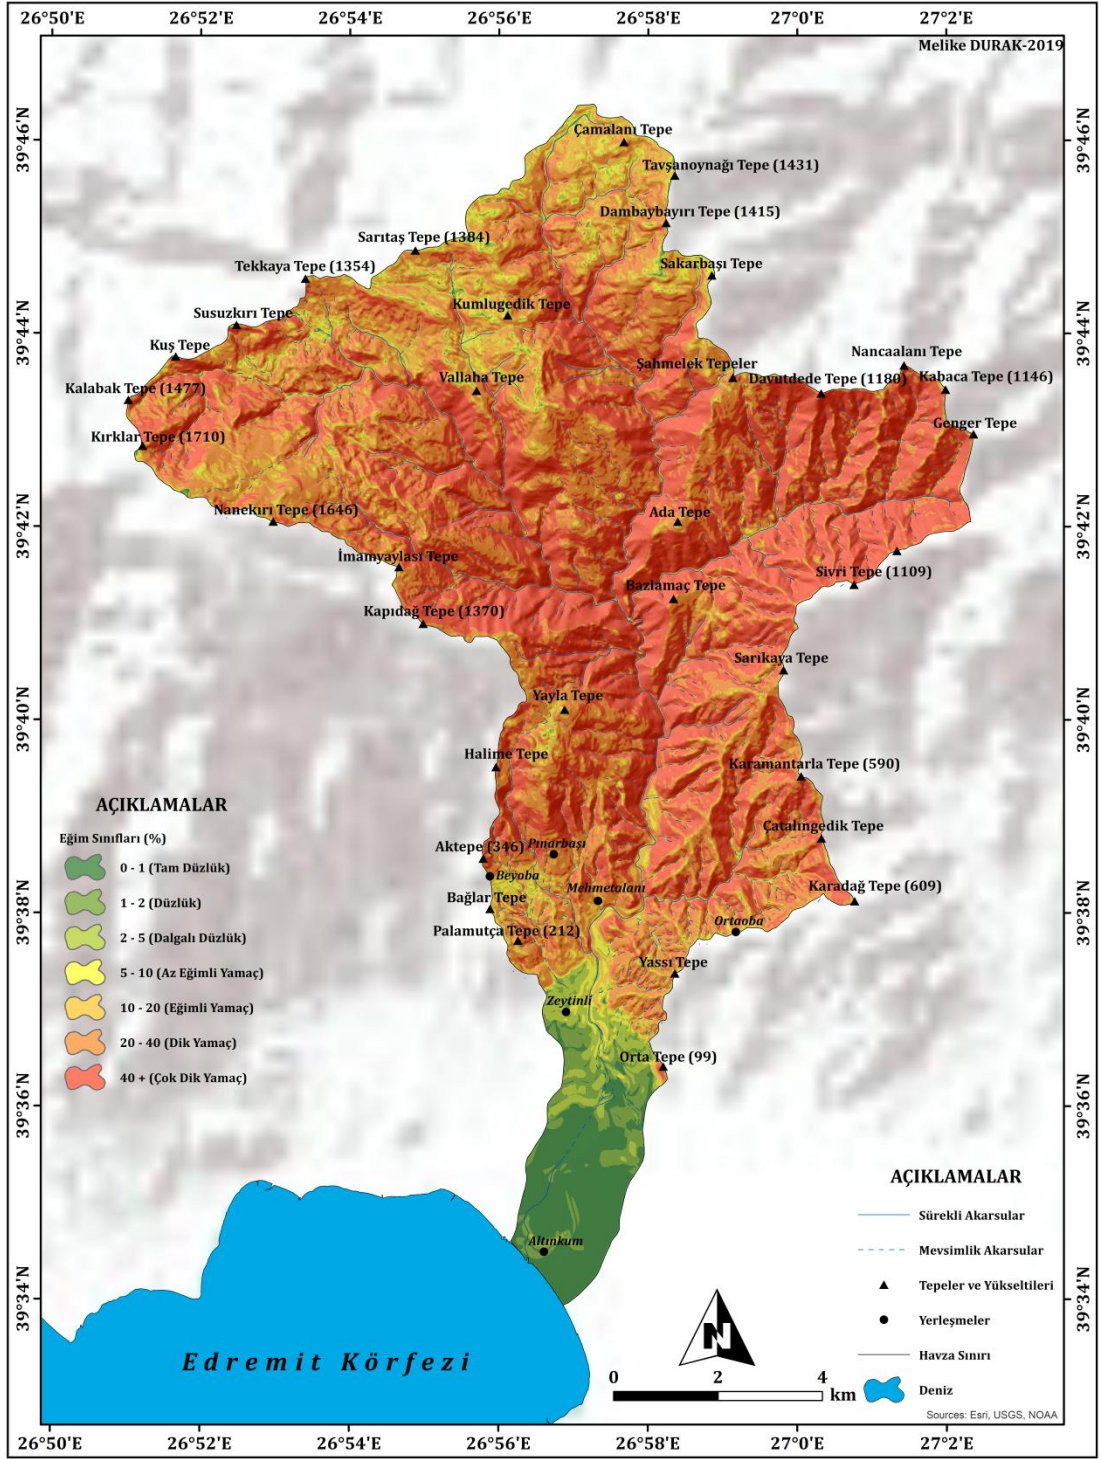 26°50'E 26°52'E 26°54'E 26°56'E 26°58'E 27°0'E 27°2'E
Melike DURAK-2019
39°46'N
39°46'N
Çamalanı Tepe
Tavşanoynağı Tepe (1431)
Dambaybayırı Tepe (1415)
Sarıtaş Tepe (1384)
Tekkaya Tepe (1354)
Sakarbaşı Tepe
Kumlugedik Tepe
Susuzkırı Tepe
39°44'N
39°44'N
Kuş Tepe
Nancaalanı Tepe
Şahmelek Tepeler
Vallaha Tepe
Davutdede Tepe (1180)
Kabaca Tepe (1146)
Kalabak Tepe (1477)
Genger Tepe
Kırklar Tepe (1710)
Nanekırı Tepe (1646)
Ada Tepe
39°42'N
39°42'N
İmamyaylası Tepe
Sivri Tepe (1109)
Bazlamaç Tepe
Kapıdağ Tepe (1370)
Sarıkaya Tepe
Yayla Tepe
39°40'N
39°40'N
Halime Tepe
Karamantarla Tepe (590)
Çatalıngedik Tepe
Aktepe (346)
Pınarbaşı
Beyoba
Mehmetalanı
Karadağ Tepe (609)
Bağlar Tepe
39°38'N
39°38'N
Ortaoba
Palamutça Tepe (212)
Yassı Tepe
Zeytinli
Orta Tepe (99)
39°36'N
39°36'N
Altınkum
39°34'N
39°34'N
AÇIKLAMALAR
Eğim Sınıfları (%)
0 - 1 (Tam Düzlük)
1 - 2 (Düzlük)
2 - 5 (Dalgalı Düzlük)
5 - 10 (Az Eğimli Yamaç)
10 - 20 (Eğimli Yamaç)
20 - 40 (Dik Yamaç)
40 + (Çok Dik Yamaç)
AÇIKLAMALAR
Sürekli Akarsular
Mevsimlik Akarsular
Tepeler ve Yükseltileri
Yerleşmeler
Havza Sınırı
Deniz
Edremit Körfezi
N
0 2 4
km
Sources: Esri, USGS, NOAA
26°50'E 26°52'E 26°54'E 26°56'E 26°58'E 27°0'E 27°2'E